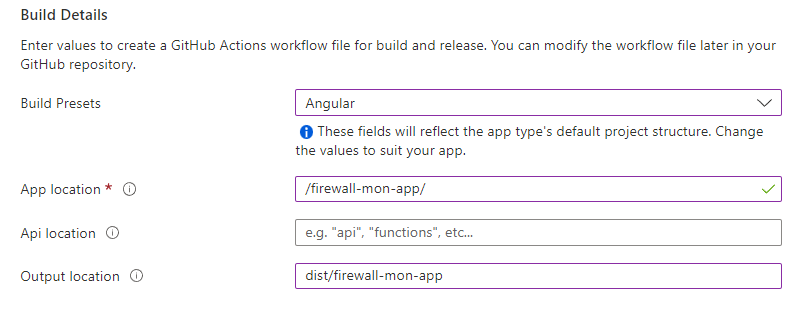 Build Details
Enter values to create a GitHub Actions workflow file for build and release. You can modify the workflow file later in your
GitHub repository.
Build Presets
Angular
These fields will reflect the app type's default project structure. Change
the values to suit your app.
App location *
/firewall-mon-app/
Api location
e.g. "api", "functions", etc...
Output location
dist/firewall-mon-app